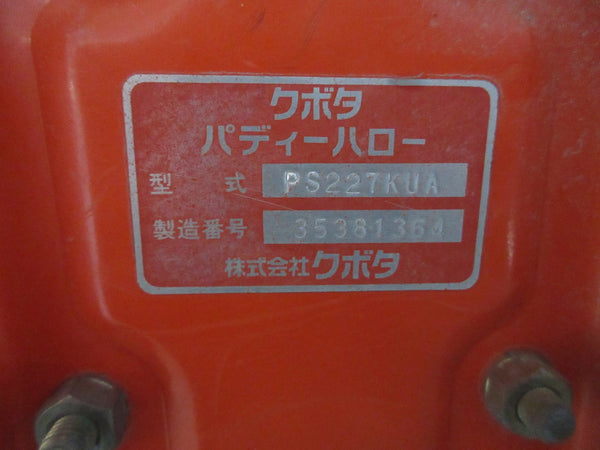 クボタ
パディーハロー
型式 PS227KUA
製造番号 35381364
株式会社クボタ